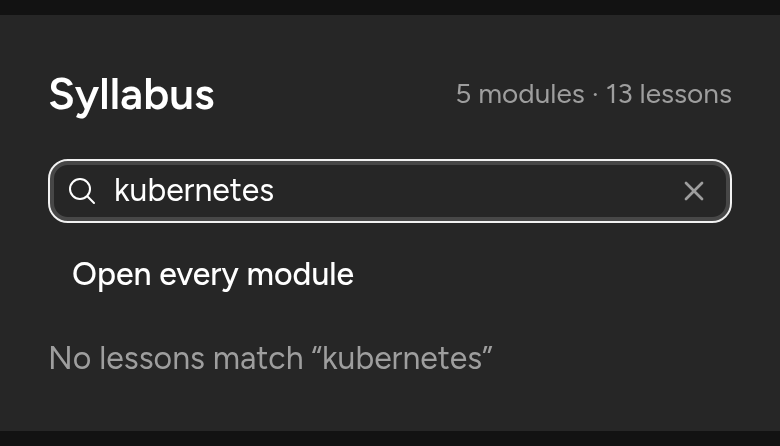 Syllabus
5 modules · 13 lessons
kubernetes
Open every module
No lessons match “kubernetes”